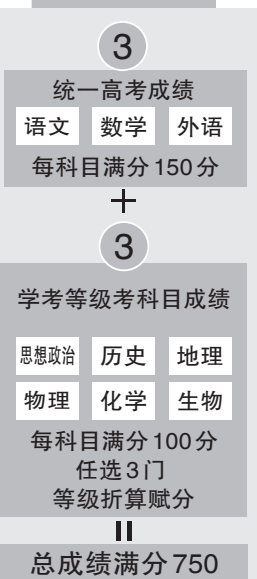 3
统一高考成绩
语文 数学 外语
每科目满分150分
+
3
学考等级考科目成绩
思想政治 历史 地理
物理 化学 生物
每科目满分100分
任选3门
等级折算赋分
=
总成绩满分750